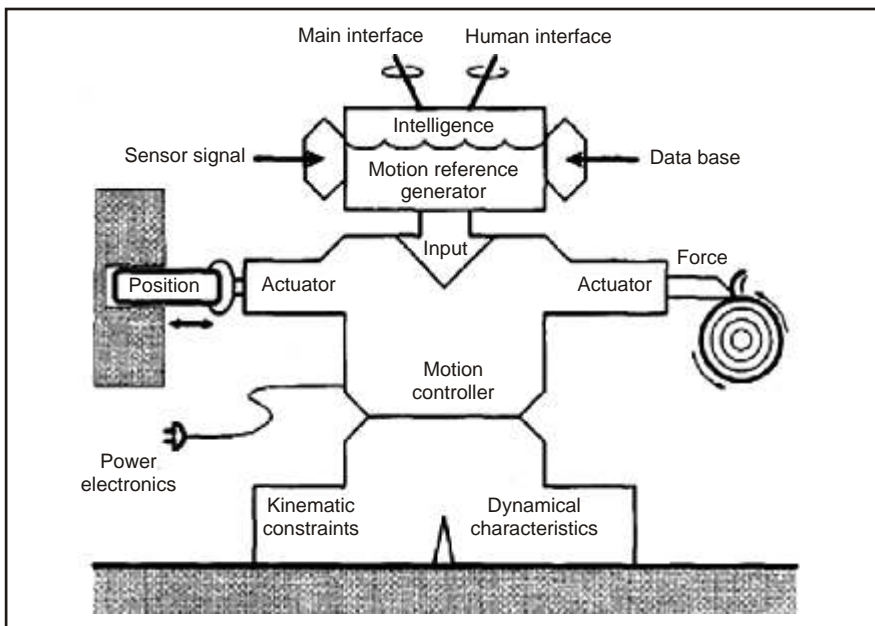 Main interface
Human interface
Intelligence
Sensor signal
Motion reference
generator
Data base
Input
Force
Position
Actuator
Actuator
Motion
controller
Power
electronics
Kinematic
constraints
Dynamical
characteristics